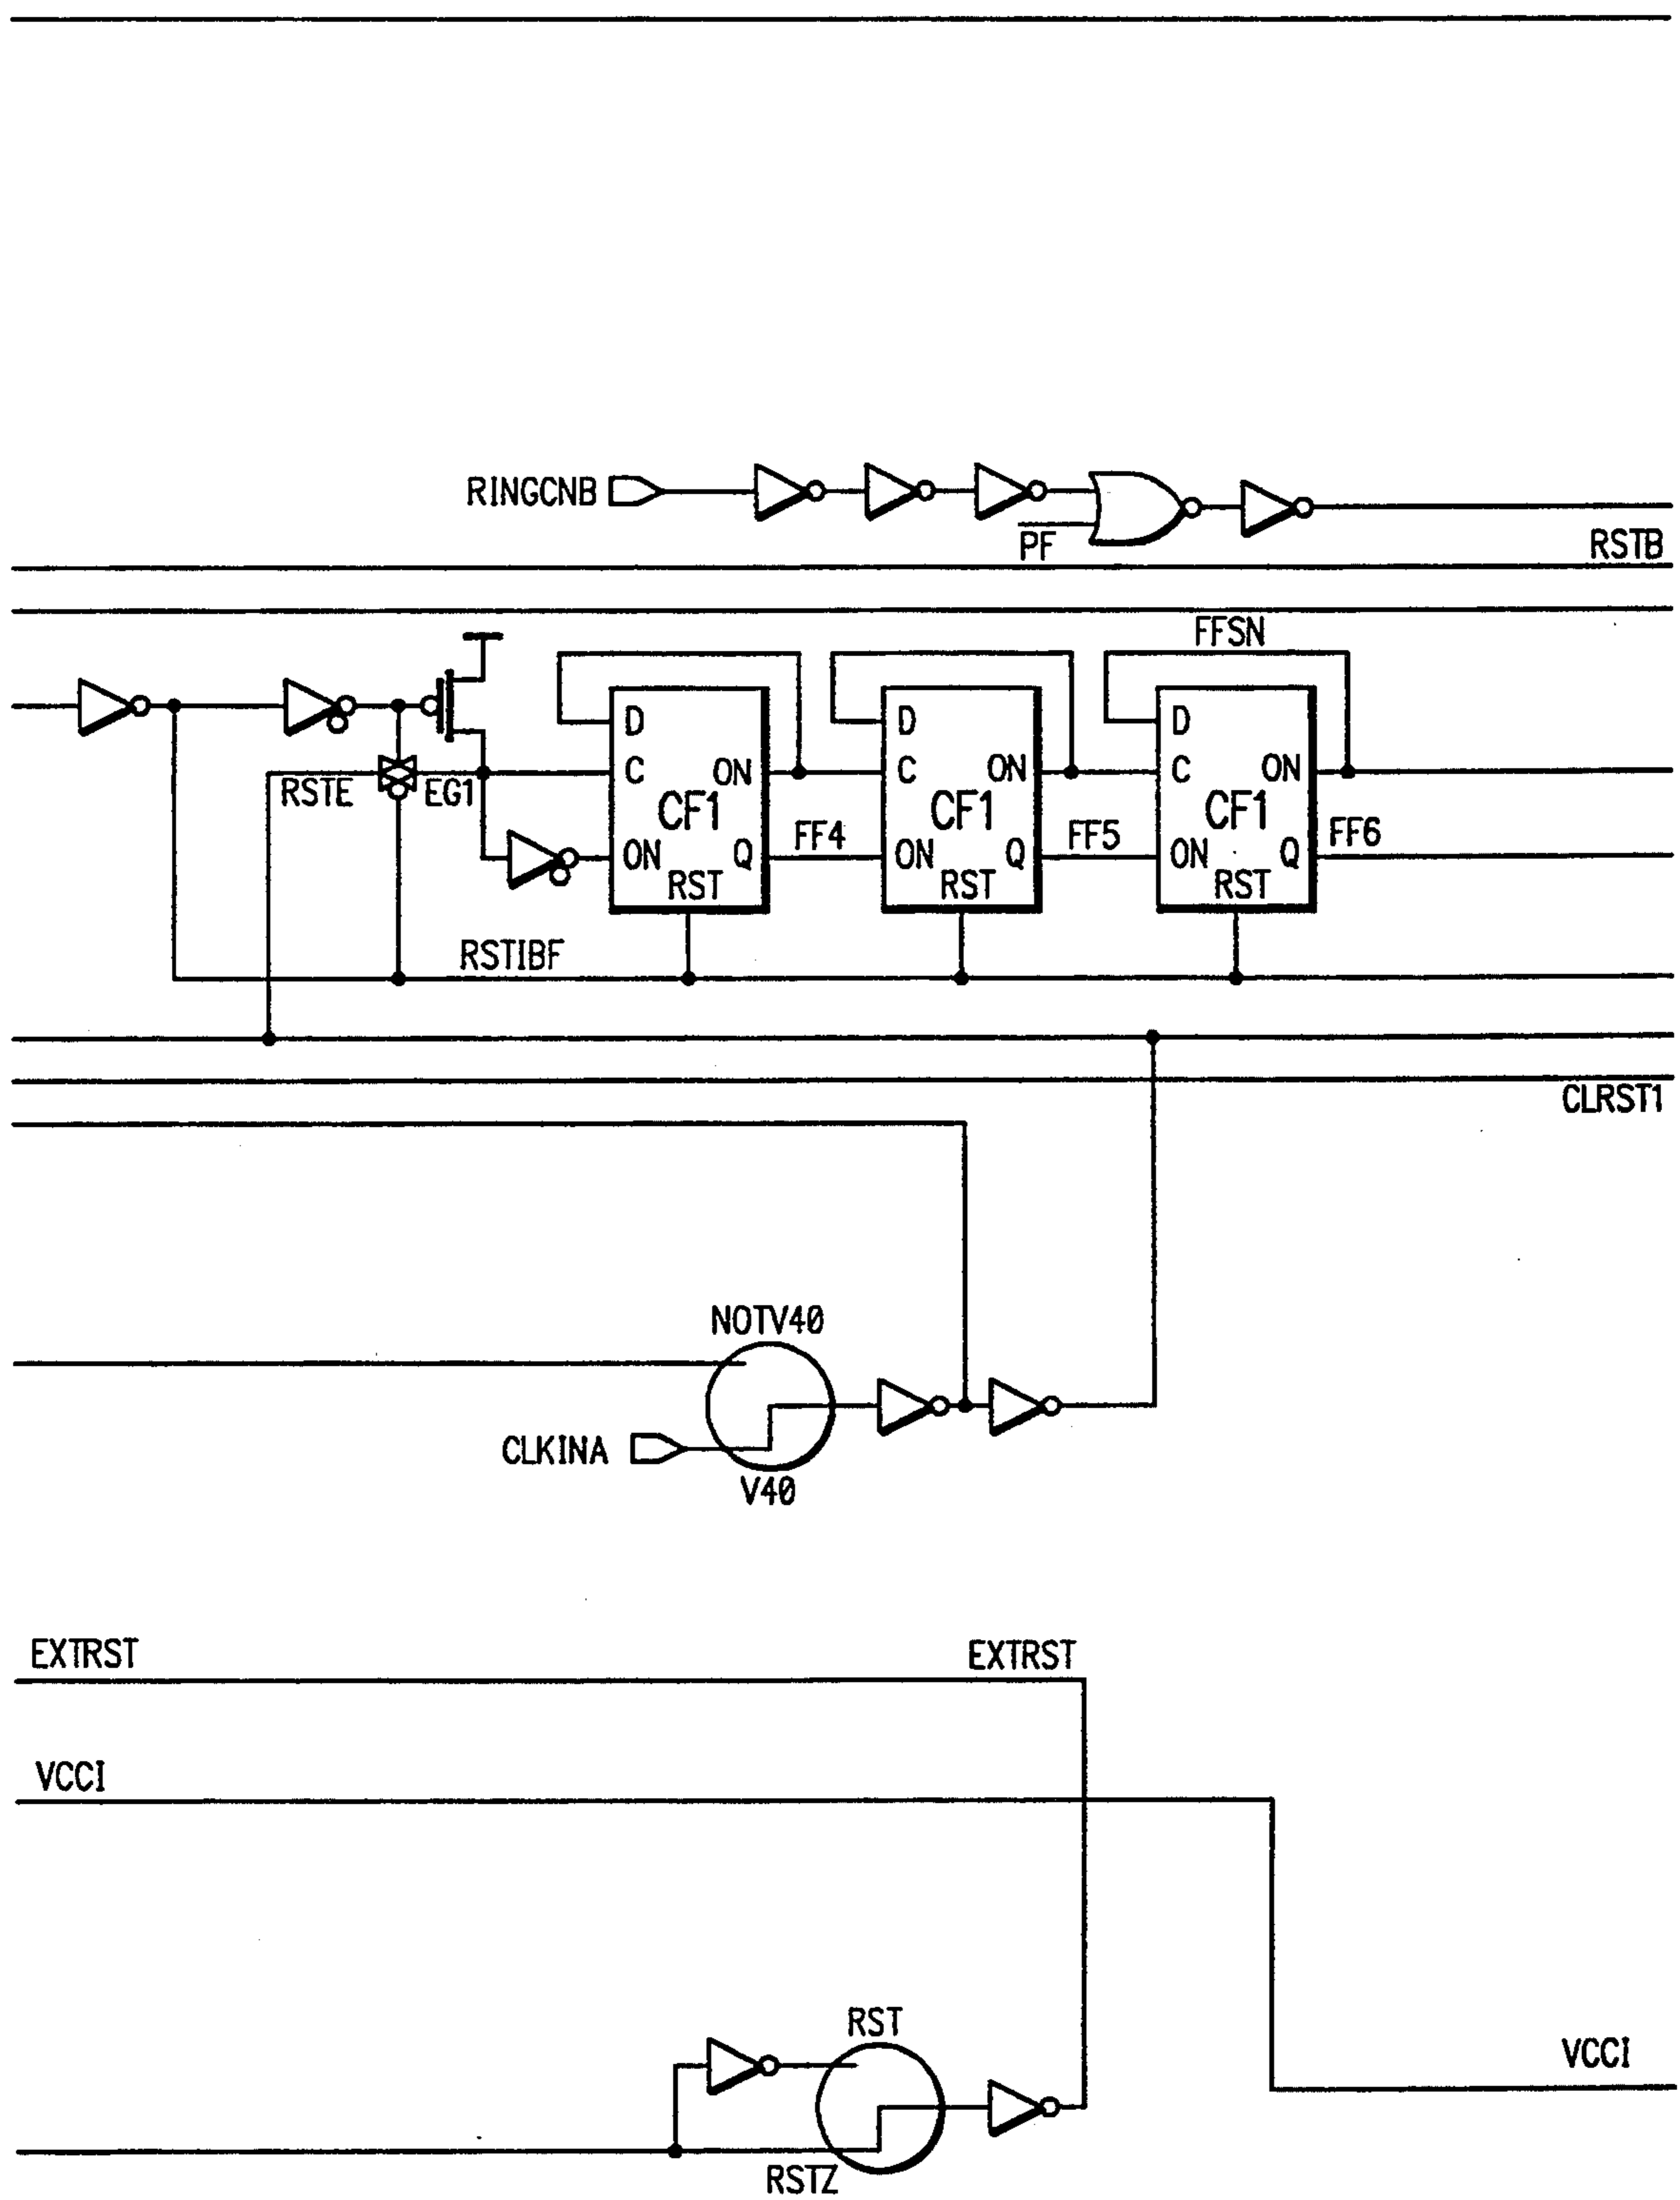 RINGCNB
PF
RSTB
FFSN
D
D
D
C
ON
C
ON
C
ON
RSTE
EG1
CF1
CF1
CF1
FF4
FF5
FF6
ON
Q
ON
Q
ON
Q
RST
RST
RST
RSTIBF
CLRST1
NOTV40
CLKINA
V40
EXTRST
EXTRST
VCCI
RST
VCCI
RSTZ